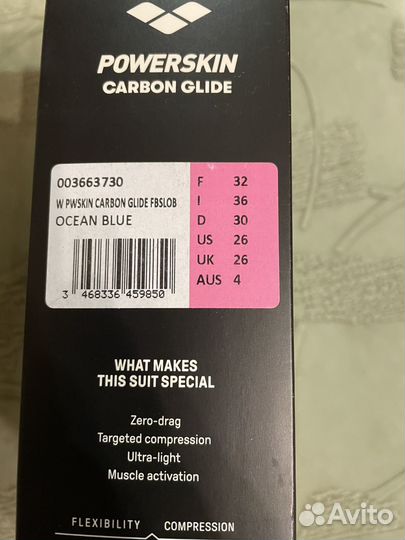 POWERSKIN
CARBON GLIDE
003663730
W PWSKIN CARBON GLIDE FBSLOB
OCEAN BLUE
3 468336 459850
F 32
I 36
D 30
US 26
UK 26
AUS 4
WHAT MAKES
THIS SUIT SPECIAL
Zero-drag
Targeted compression
Ultra-light
Muscle activation
FLEXIBILITY COMPRESSION
Avito